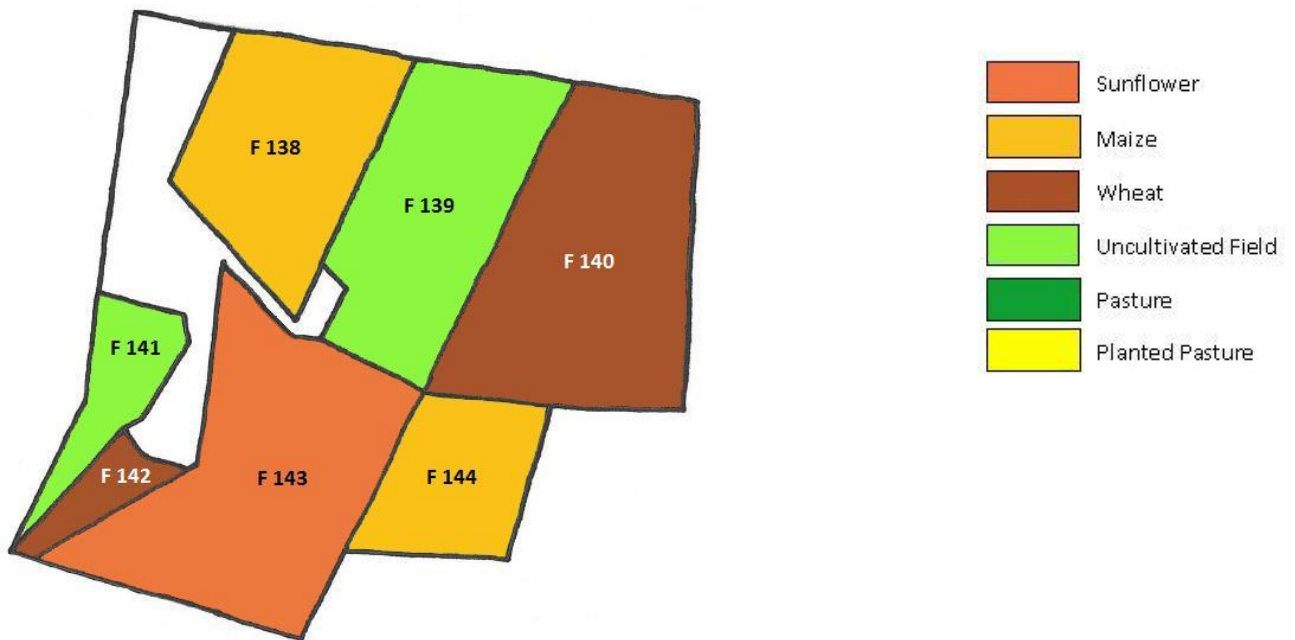 F 138
F 139
F 140
F 141
F 142
F 143
F 144
Sunflower
Maize
Wheat
Uncultivated Field
Pasture
Planted Pasture